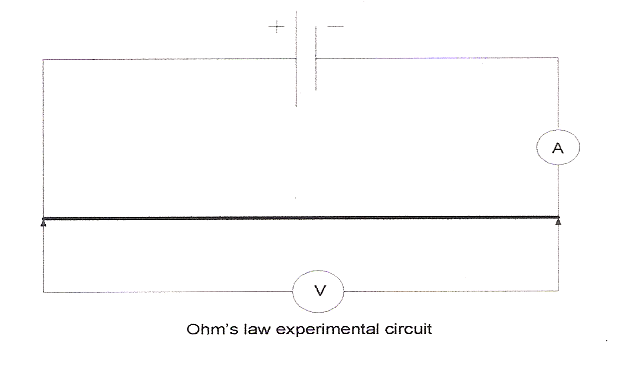 + −
A
V
Ohm's law experimental circuit